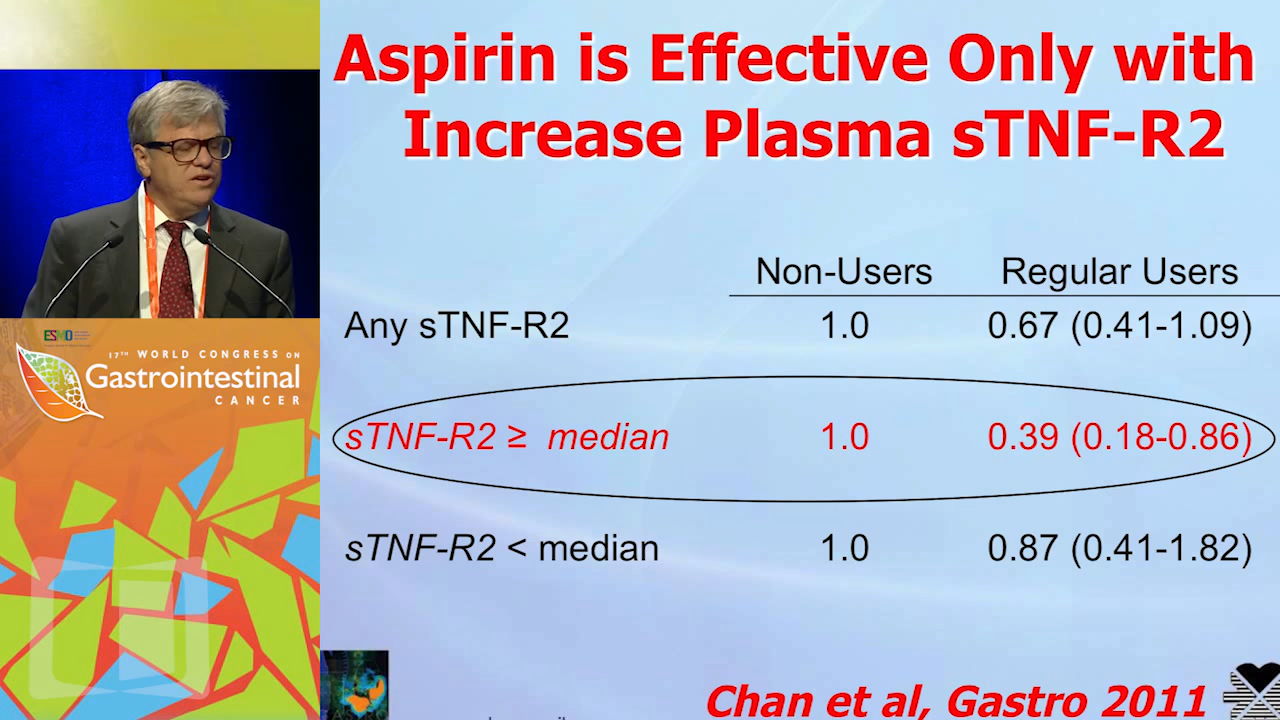 Aspirin is Effective Only with
Increase Plasma sTNF-R2
Non-Users Regular Users
Any sTNF-R2 1.0 0.67 (0.41-1.09)
sTNF-R2 ≥ median 1.0 0.39 (0.18-0.86)
sTNF-R2 < median 1.0 0.87 (0.41-1.82)
Chan et al, Gastro 2011
ESMO
17TH WORLD CONGRESS ON
Gastrointestinal
CANCER